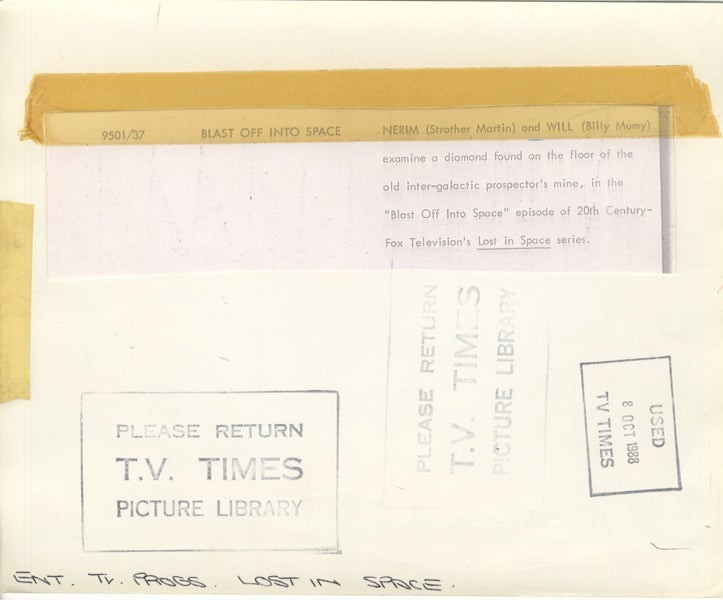 9501/37 BLAST OFF INTO SPACE NERIM (Strother Martin) and WILL (Billy Mumy)
examine a diamond found on the floor of the
old inter-galactic prospector's mine, in the
"Blast Off Into Space" episode of 20th Century-
Fox Television's Lost in Space series.
PLEASE RETURN
T.V. TIMES
PICTURE LIBRARY
PLEASE RETURN
T.V. TIMES
PICTURE LIBRARY
USED
8 OCT 1988
TV TIMES
ENT. TV. PROGS. LOST IN SPACE.